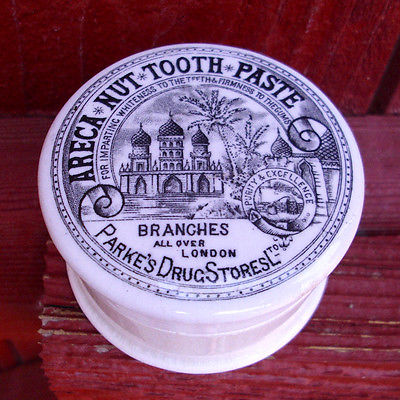 ARECA NUT TOOTH PASTE
FOR IMPARTING WHITENESS TO THE TEETH & FIRMNESS TO THE GUMS
PURITY & EXCELLENCE
BRANCHES
ALL OVER
LONDON
PARKE'S DRUG STORES LTD